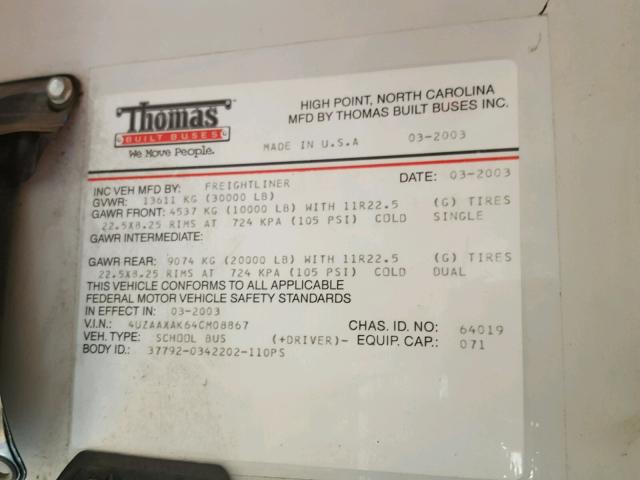 Thomas
BUILT BUSES
We Move People.
HIGH POINT, NORTH CAROLINA
MFD BY THOMAS BUILT BUSES INC.
MADE IN U.S.A 03-2003
INC VEH MFD BY: FREIGHTLINER DATE: 03-2003
GVWR: 13611 KG (30000 LB)
GAWR FRONT: 4537 KG (10000 LB) WITH 11R22.5 (G) TIRES
22.5X8.25 RIMS AT 724 KPA (105 PSI) COLD SINGLE
GAWR INTERMEDIATE:
GAWR REAR: 9074 KG (20000 LB) WITH 11R22.5 (G) TIRES
22.5X8.25 RIMS AT 724 KPA (105 PSI) COLD DUAL
THIS VEHICLE CONFORMS TO ALL APPLICABLE
FEDERAL MOTOR VEHICLE SAFETY STANDARDS
IN EFFECT IN: 03-2003
V.I.N.: 4UZAAXAK64CM08867 CHAS. ID. NO: 64019
VEH. TYPE: SCHOOL BUS (+DRIVER)- EQUIP. CAP.: 071
BODY ID.: 37792-0342202-110PS